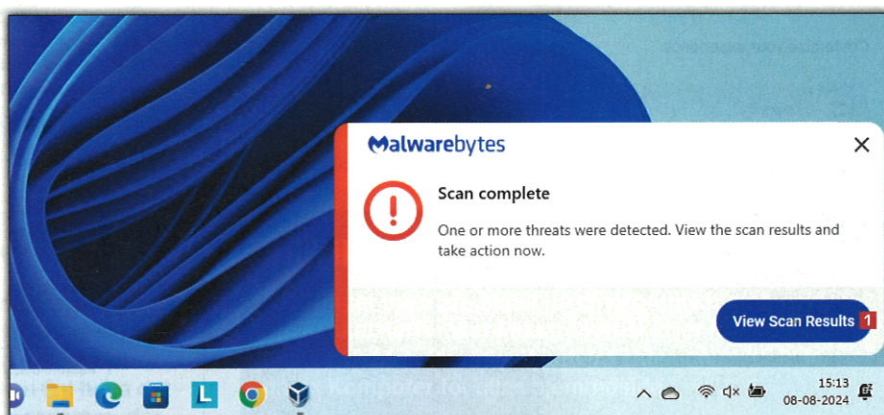 Malwarebytes
Scan complete
One or more threats were detected. View the scan results and
take action now.
View Scan Results 1
L
15:13
08-08-2024